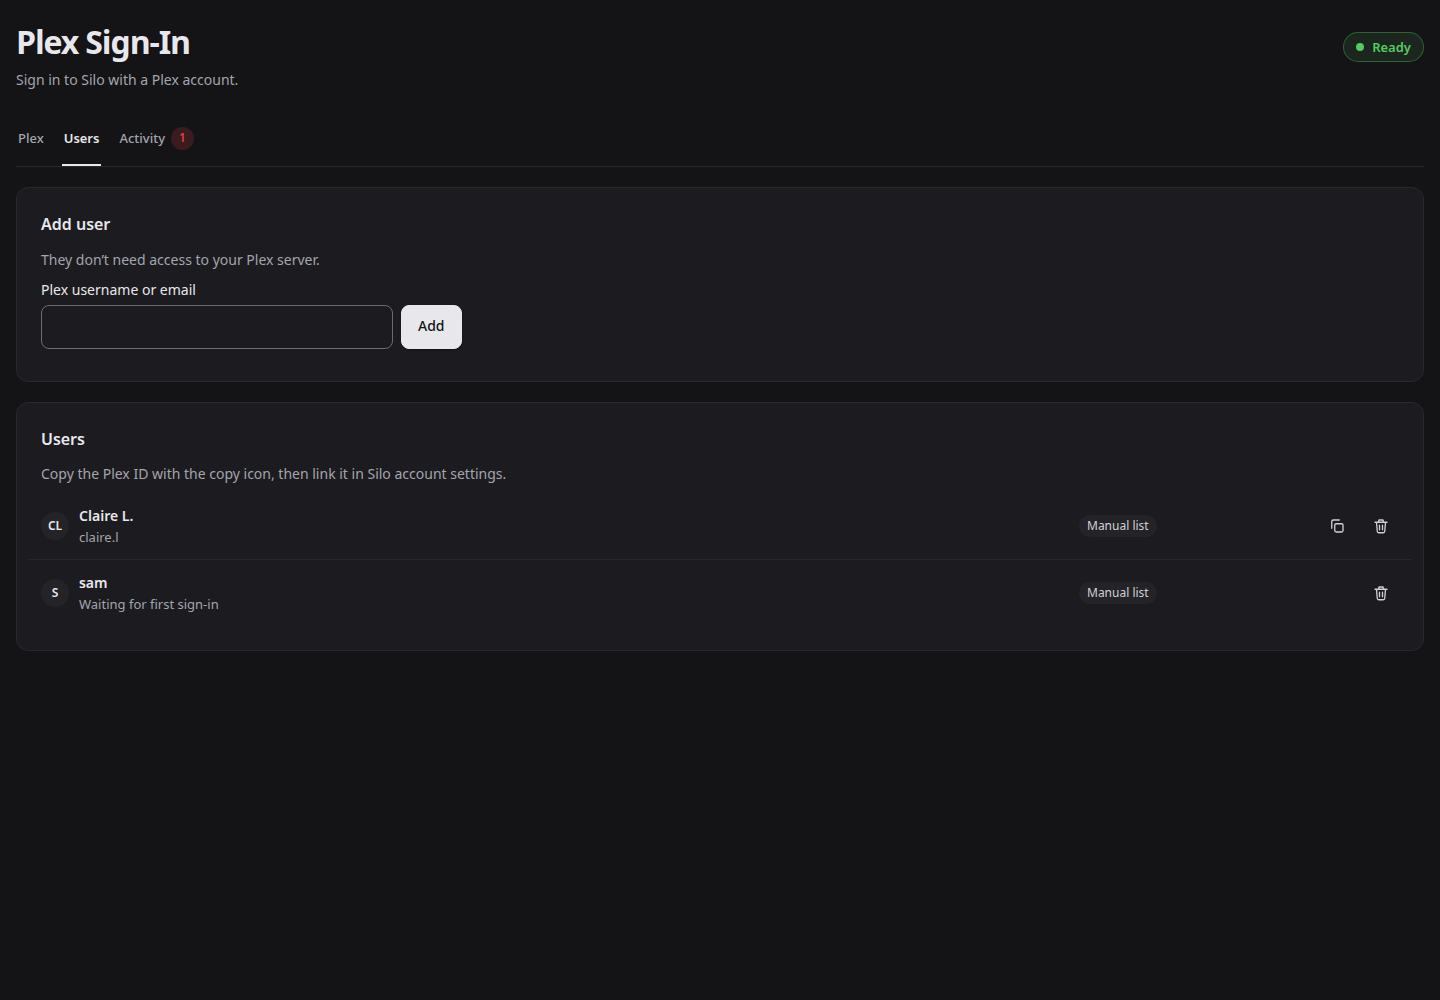 Plex Sign-In
Sign in to Silo with a Plex account.
Ready
Plex Users Activity 1
Add user
They don’t need access to your Plex server.
Plex username or email
Add
Users
Copy the Plex ID with the copy icon, then link it in Silo account settings.
CL Claire L. Manual list
claire.l
S sam Manual list
Waiting for first sign-in